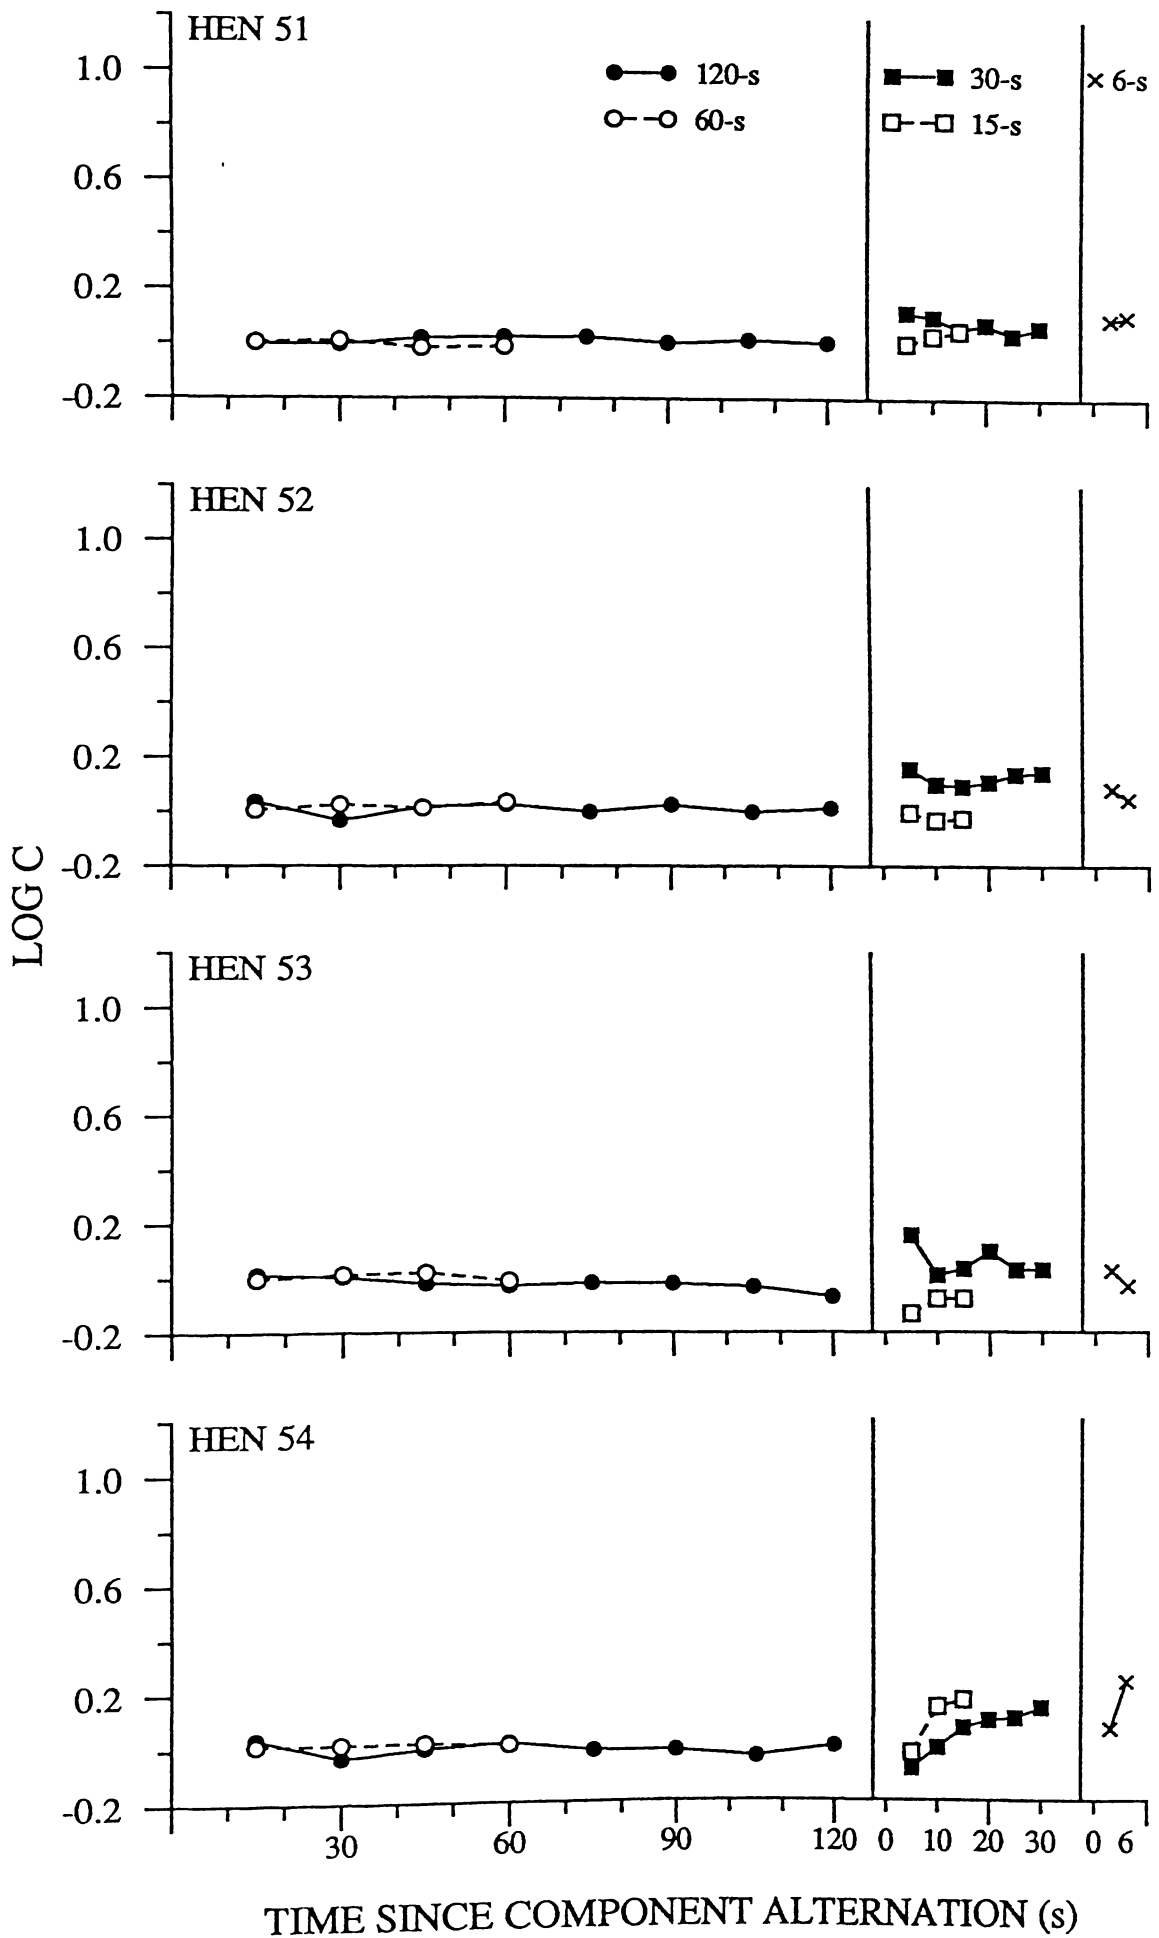 HEN 51
1.0
0.6
0.2
-0.2
120-s
60-s
30-s
15-s
× 6-s
HEN 52
1.0
0.6
0.2
-0.2
HEN 53
1.0
0.6
0.2
-0.2
HEN 54
1.0
0.6
0.2
-0.2
LOG C
30 60 90 120 0 10 20 30 0 6
TIME SINCE COMPONENT ALTERNATION (s)